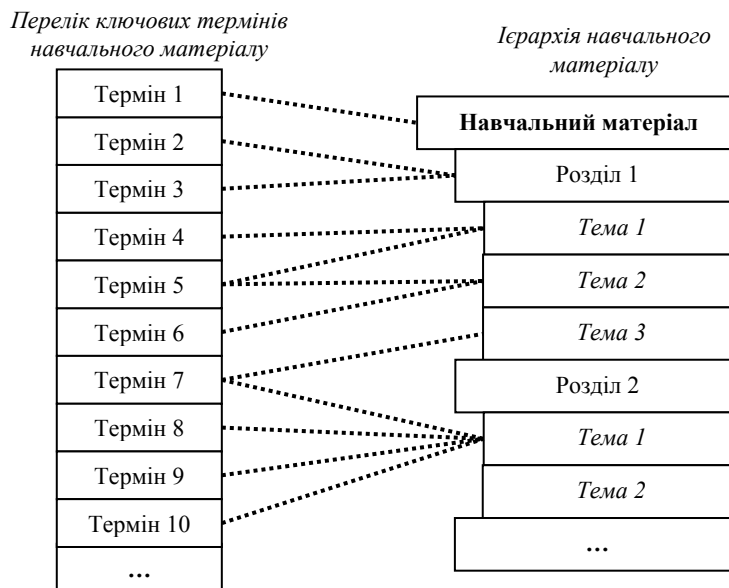 Перелік ключових термінів
навчального матеріалу
Термін 1
Термін 2
Термін 3
Термін 4
Термін 5
Термін 6
Термін 7
Термін 8
Термін 9
Термін 10
...
Ієрархія навчального
матеріалу
Навчальний матеріал
Розділ 1
Тема 1
Тема 2
Тема 3
Розділ 2
Тема 1
Тема 2
...